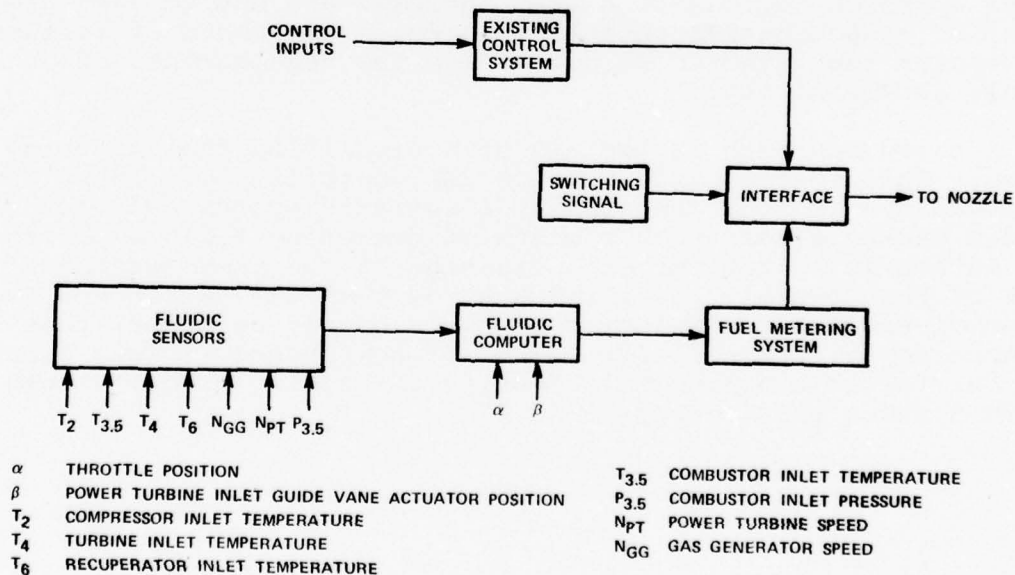 CONTROL
INPUTS
EXISTING
CONTROL
SYSTEM
SWITCHING
SIGNAL
INTERFACE
TO NOZZLE
FLUIDIC
SENSORS
FLUIDIC
COMPUTER
FUEL METERING
SYSTEM
α β
T2 T3.5 T4 T6 NGG NPT P3.5
α THROTTLE POSITION
β POWER TURBINE INLET GUIDE VANE ACTUATOR POSITION
T2 COMPRESSOR INLET TEMPERATURE
T4 TURBINE INLET TEMPERATURE
T6 RECUPERATOR INLET TEMPERATURE
T3.5 COMBUSTOR INLET TEMPERATURE
P3.5 COMBUSTOR INLET PRESSURE
NPT POWER TURBINE SPEED
NGG GAS GENERATOR SPEED